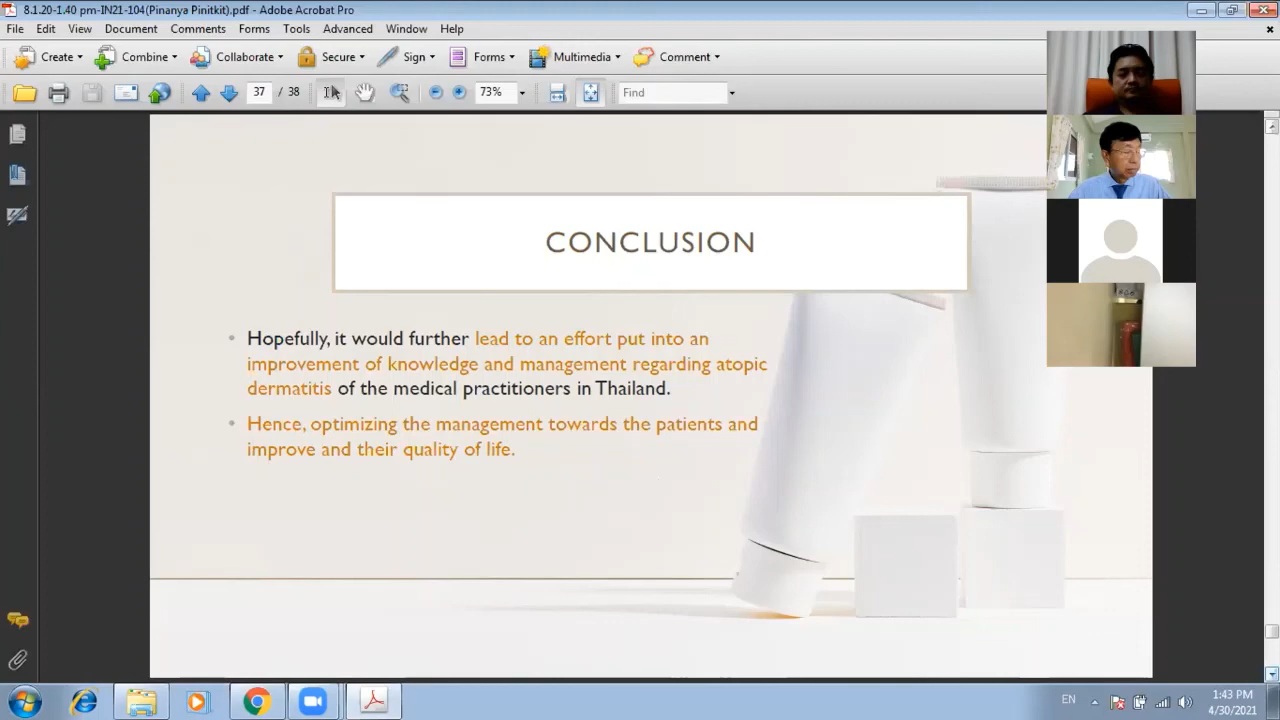 8.1.20-1.40 pm-IN21-104(Pinanya Pinitkit).pdf - Adobe Acrobat Pro
File Edit View Document Comments Forms Tools Advanced Window Help
Create Combine Collaborate Secure Sign Forms Multimedia Comment
37 / 38 73% Find
CONCLUSION
• Hopefully, it would further lead to an effort put into an
improvement of knowledge and management regarding atopic
dermatitis of the medical practitioners in Thailand.
• Hence, optimizing the management towards the patients and
improve and their quality of life.
EN 1:43 PM
4/30/2021